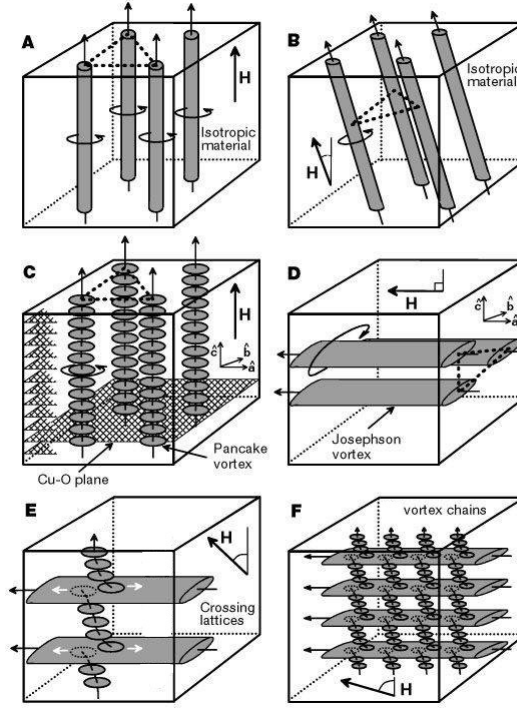 A
H
Isotropic
material
B
H
Isotropic
material
C
H
ĉ
b̂
â
Cu-O plane
Pancake
vortex
D
H
ĉ
b̂
â
Josephson
vortex
E
H
Crossing
lattices
F
vortex chains
H